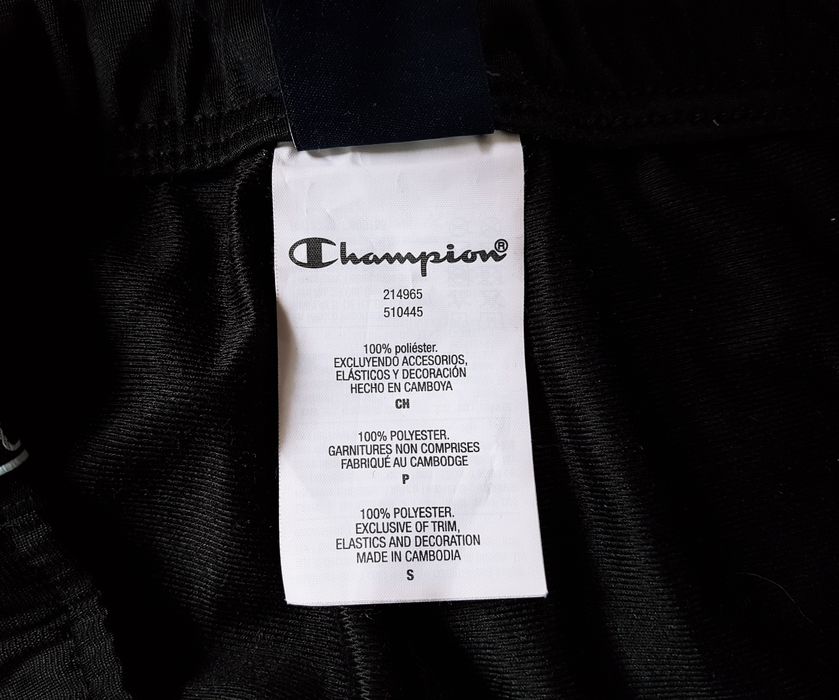 Champion®
214965
510445
100% poliéster.
EXCLUYENDO ACCESORIOS,
ELÁSTICOS Y DECORACIÓN
HECHO EN CAMBOYA
CH
100% POLYESTER.
GARNITURES NON COMPRISES
FABRIQUÉ AU CAMBODGE
P
100% POLYESTER.
EXCLUSIVE OF TRIM,
ELASTICS AND DECORATION
MADE IN CAMBODIA
S